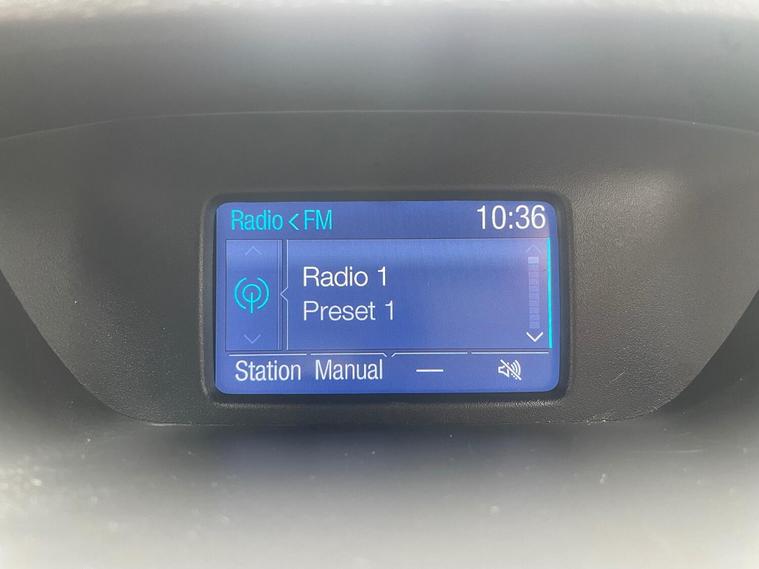 Radio < FM 10:36
Radio 1
Preset 1
Station Manual —